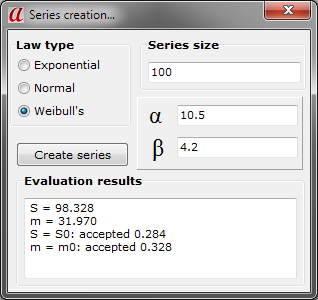 a Series creation...
Law type
Exponential
Normal
Weibull's
Series size
100
α 10.5
β 4.2
Create series
Evaluation results
S = 98.328
m = 31.970
S = S0: accepted 0.284
m = m0: accepted 0.328